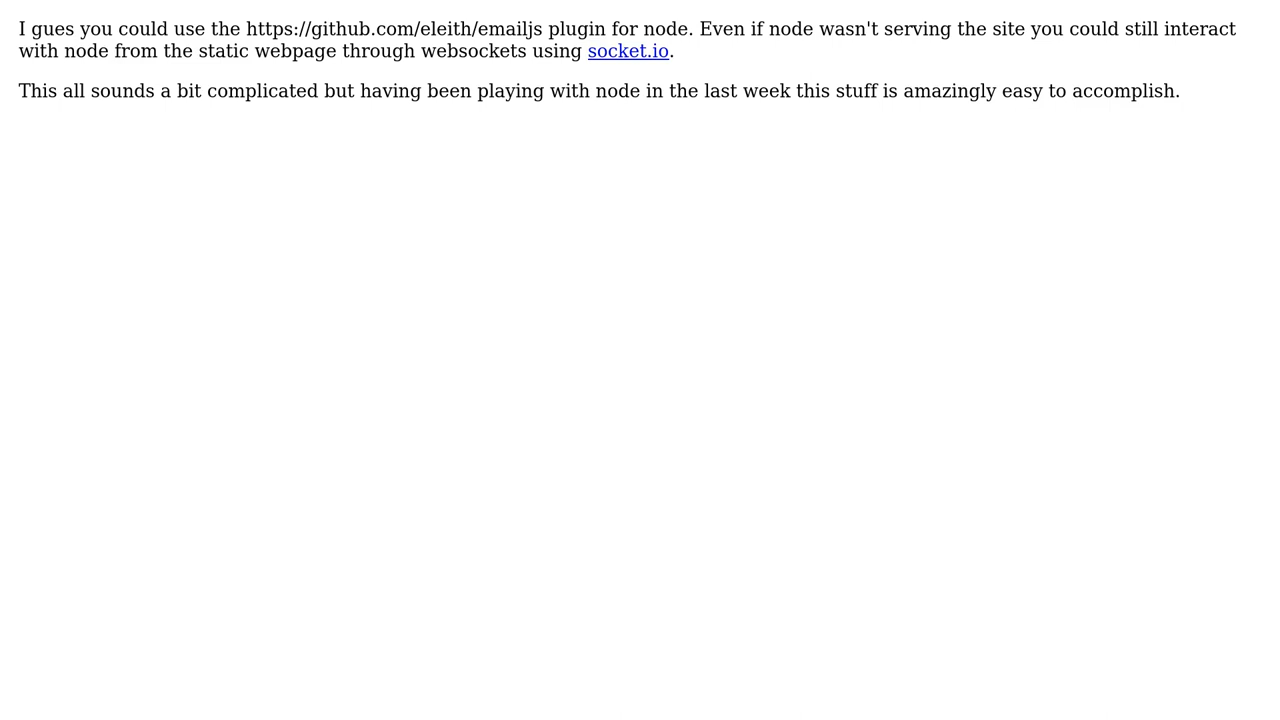 I gues you could use the https://github.com/eleith/emailjs plugin for node. Even if node wasn't serving the site you could still interact
with node from the static webpage through websockets using socket.io.
This all sounds a bit complicated but having been playing with node in the last week this stuff is amazingly easy to accomplish.